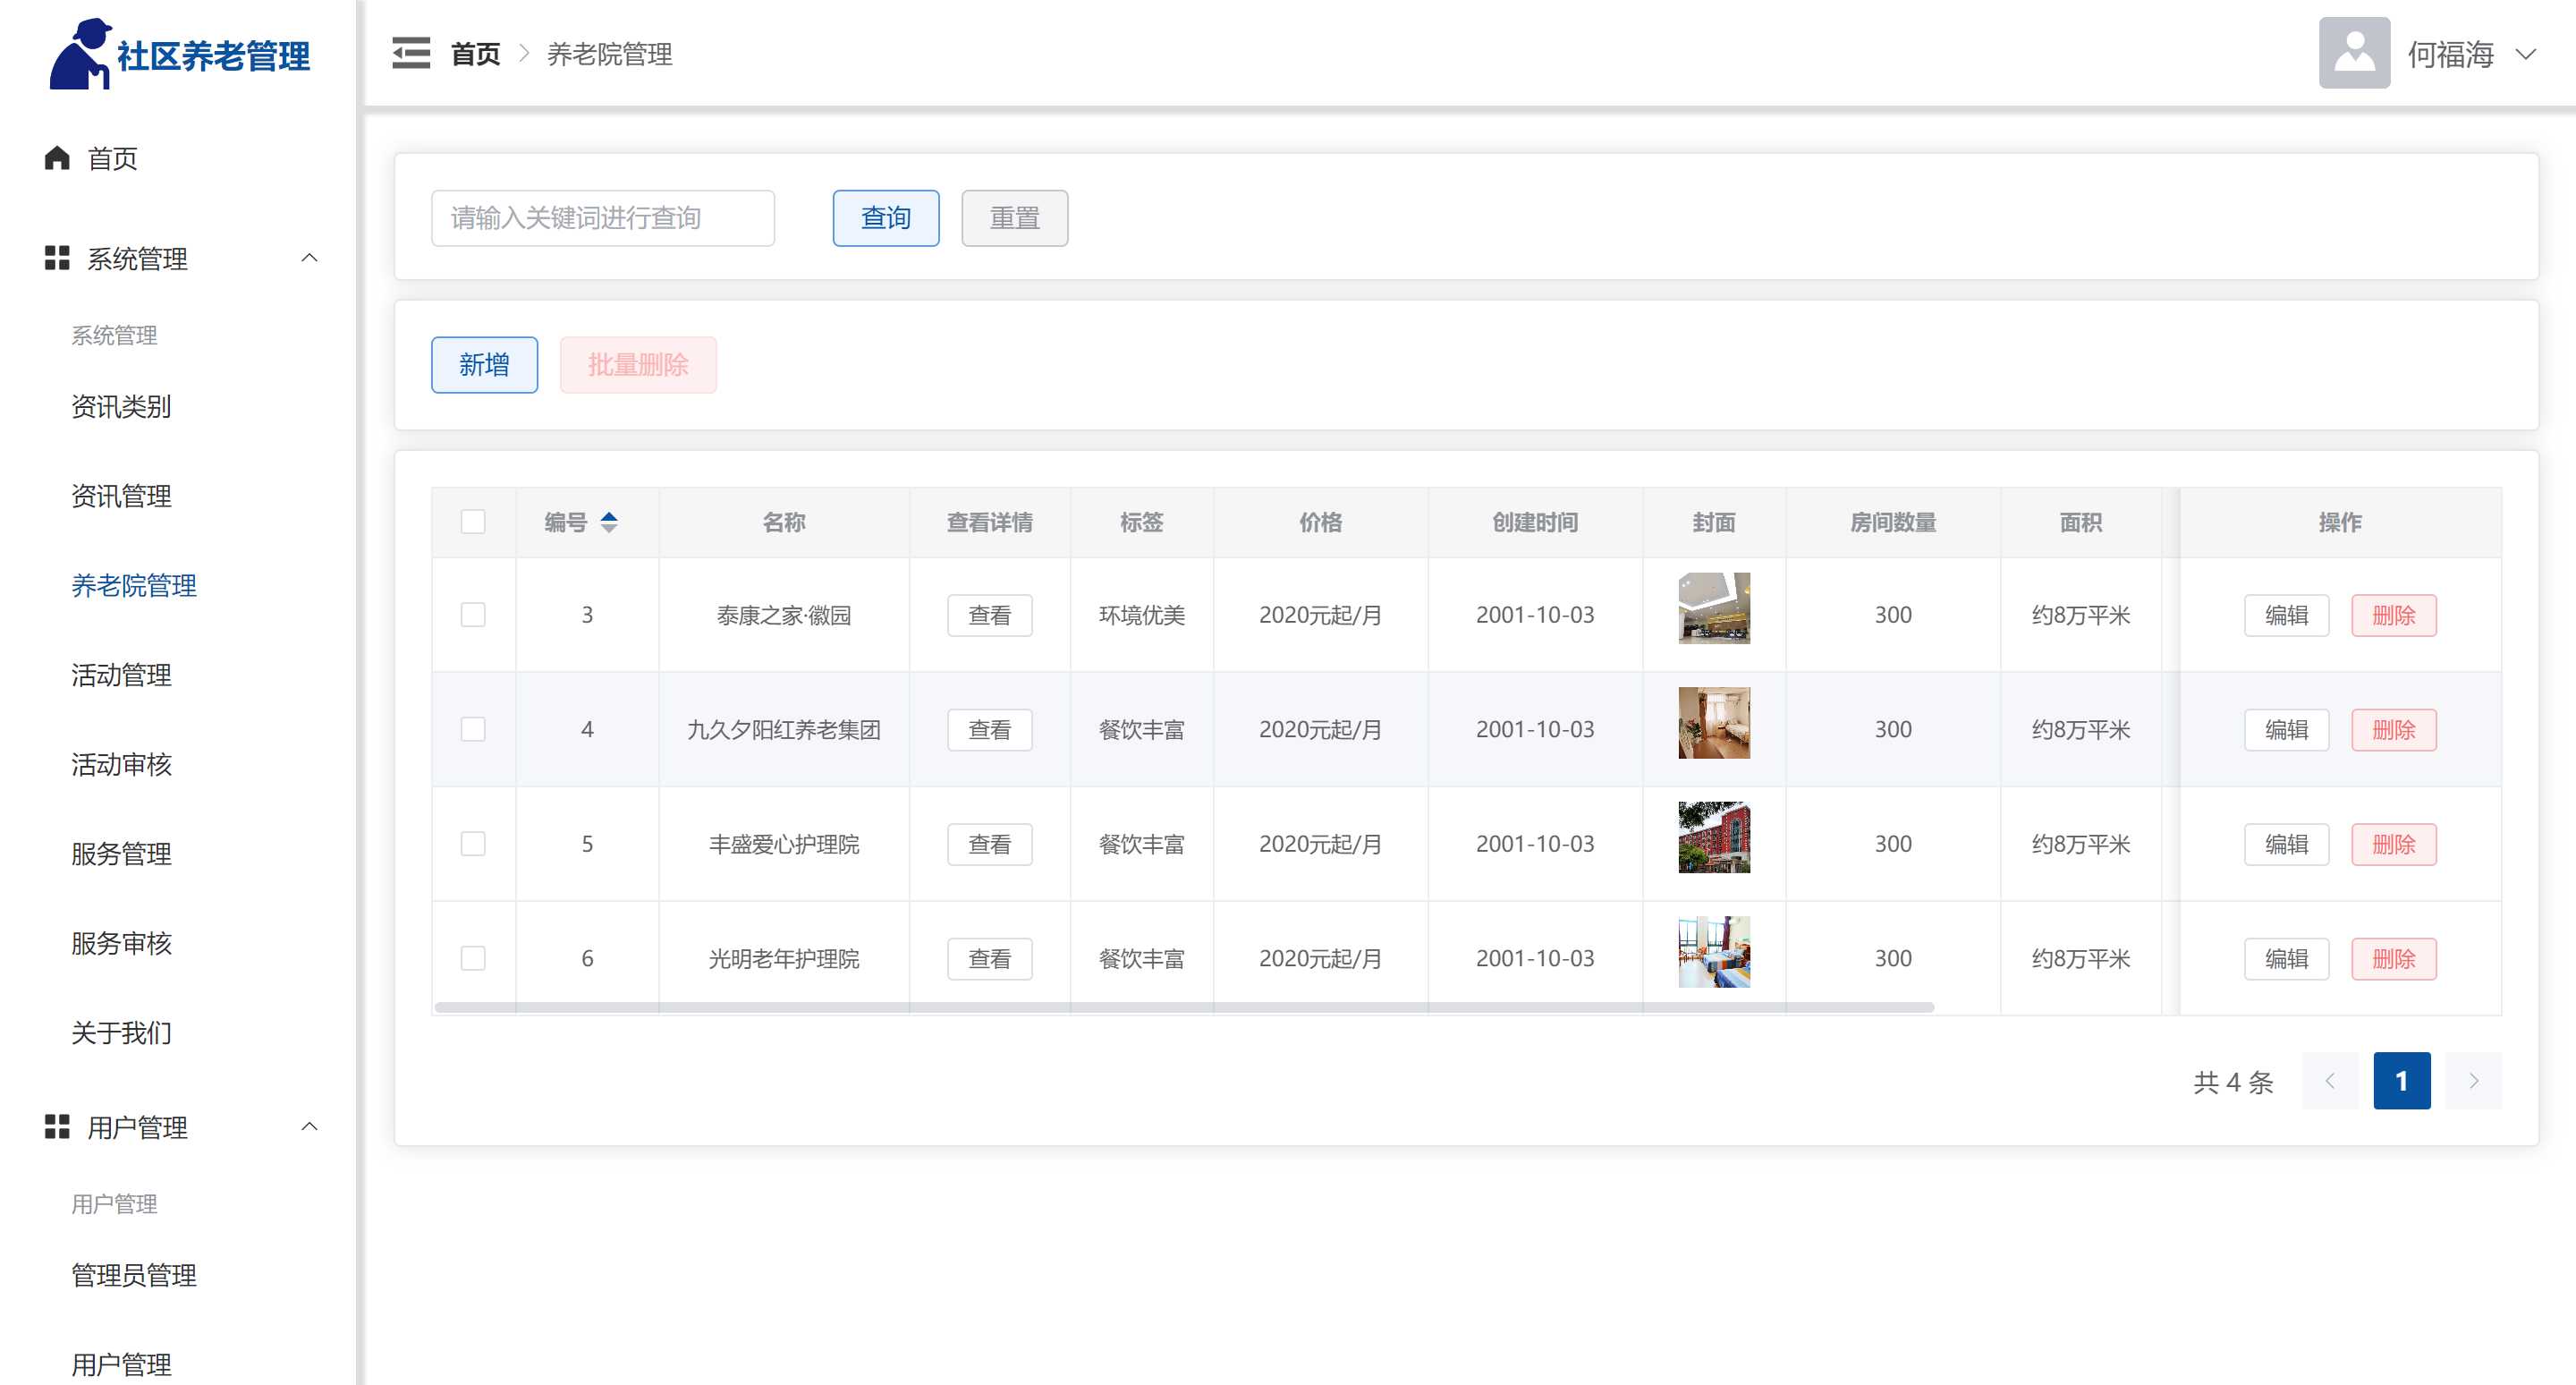 社区养老管理
首页 > 养老院管理
何福海
首页
系统管理
系统管理
资讯类别
资讯管理
养老院管理
活动管理
活动审核
服务管理
服务审核
关于我们
用户管理
用户管理
管理员管理
用户管理
请输入关键词进行查询 查询 重置
新增 批量删除
编号 名称 查看详情 标签 价格 创建时间 封面 房间数量 面积 操作
3 泰康之家·徽园 查看 环境优美 2020元起/月 2001-10-03 300 约8万平米 编辑 删除
4 九久夕阳红养老集团 查看 餐饮丰富 2020元起/月 2001-10-03 300 约8万平米 编辑 删除
5 丰盛爱心护理院 查看 餐饮丰富 2020元起/月 2001-10-03 300 约8万平米 编辑 删除
6 光明老年护理院 查看 餐饮丰富 2020元起/月 2001-10-03 300 约8万平米 编辑 删除
共 4 条 1